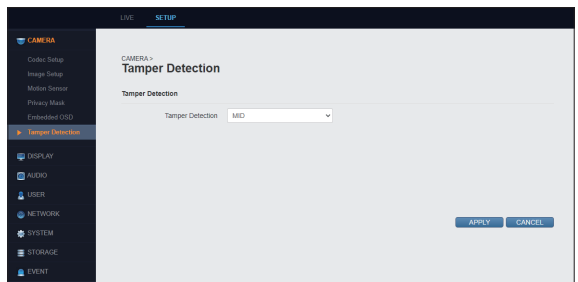 LIVE SETUP
CAMERA
Codec Setup
Image Setup
Motion Sensor
Privacy Mask
Embedded OSD
Tamper Detection
DISPLAY
AUDIO
USER
NETWORK
SYSTEM
STORAGE
EVENT
CAMERA >
Tamper Detection
Tamper Detection
Tamper Detection MID
APPLY CANCEL